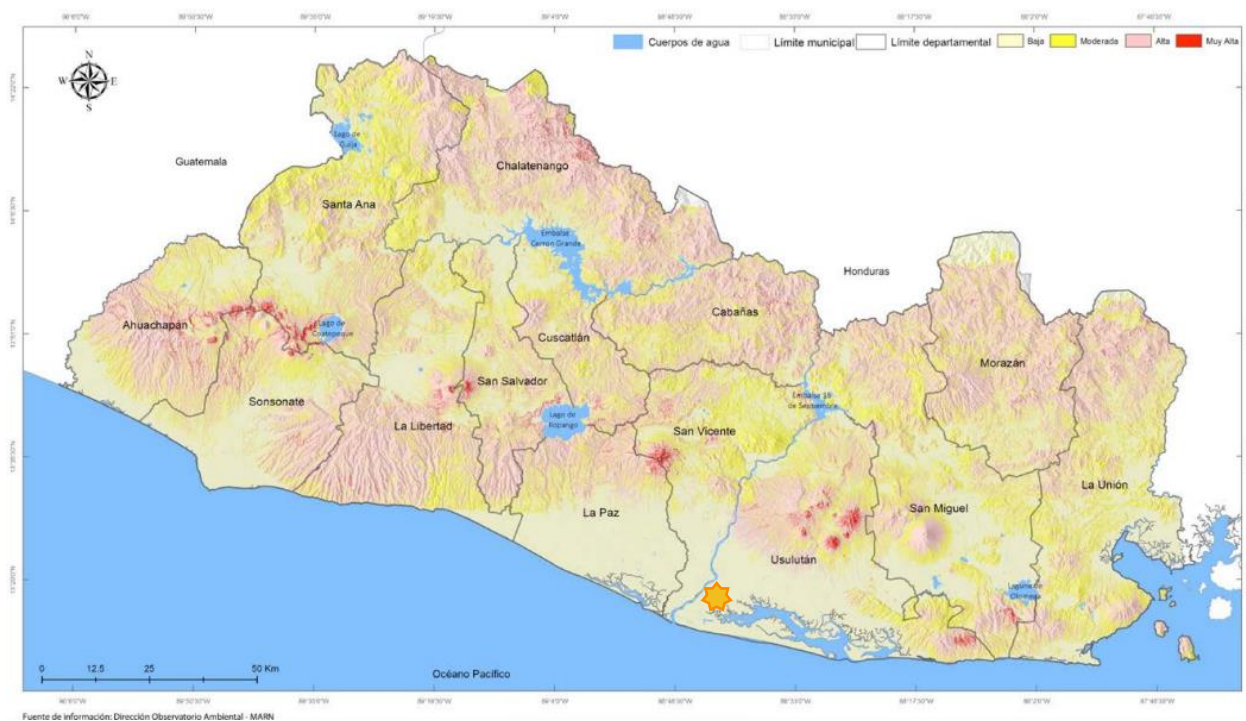 Cuerpos de agua
Límite municipal
Límite departamental
Baja
Moderada
Alta
Muy Alta
N
W
E
S
Guatemala
Lago de
Guija
Chalatenango
Santa Ana
Embalse
Cerron Grande
Honduras
Cabañas
Ahuachapán
Lago de
Coatepeque
Cuscatlán
Morazán
San Salvador
Sonsonate
La Libertad
Lago de
Ilopango
Embalse 15
de Septiembre
San Vicente
La Unión
La Paz
San Miguel
Usulután
Laguna de
Olomega
0
12.5
25
50 Km
Océano Pacífico
Fuente de información: Dirección Observatorio Ambiental - MARN